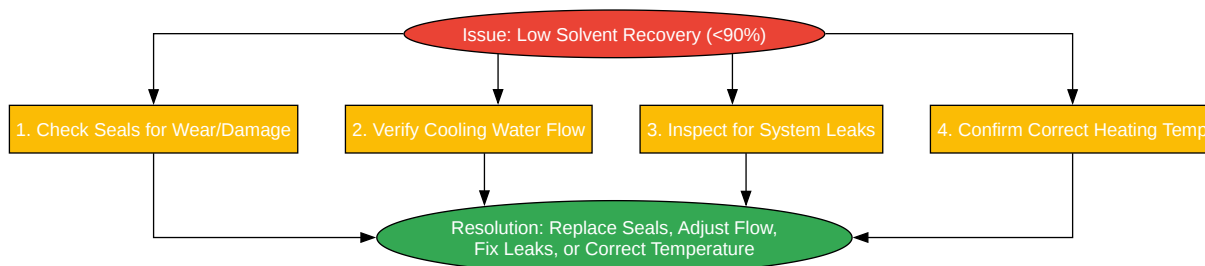 Issue: Low Solvent Recovery (<90%)
1. Check Seals for Wear/Damage
2. Verify Cooling Water Flow
3. Inspect for System Leaks
4. Confirm Correct Heating Temp
Resolution: Replace Seals, Adjust Flow,
Fix Leaks, or Correct Temperature